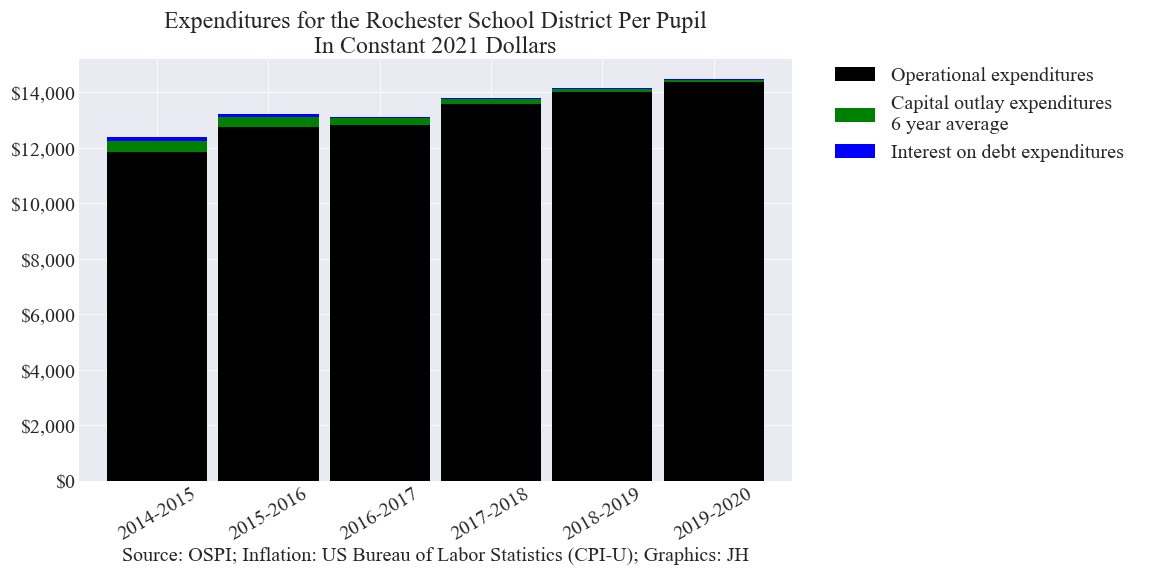 Expenditures for the Rochester School District Per Pupil
In Constant 2021 Dollars
Operational expenditures
Capital outlay expenditures
6 year average
Interest on debt expenditures
$14,000
$12,000
$10,000
$8,000
$6,000
$4,000
$2,000
$0
2014-2015
2015-2016
2016-2017
2017-2018
2018-2019
2019-2020
Source: OSPI; Inflation: US Bureau of Labor Statistics (CPI-U); Graphics: JH